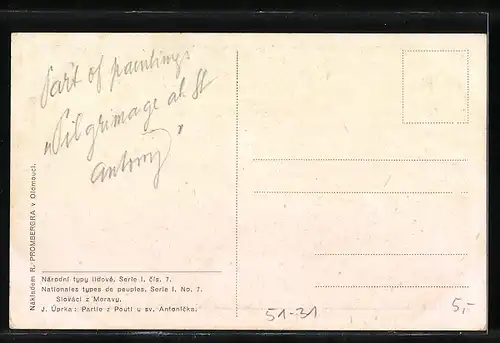 Part of paintings
"Pilgrimage at St
Antony"
Nákladem R. PROMBERGRA v Olomouci.
Národní typy lidové. Serie I. čís. 7.
Nationales types de peuples. Serie I. No. 7.
Slováci z Moravy.
J. Úprka: Partie z Pouti u sv. Antonička.
51-31
5,-